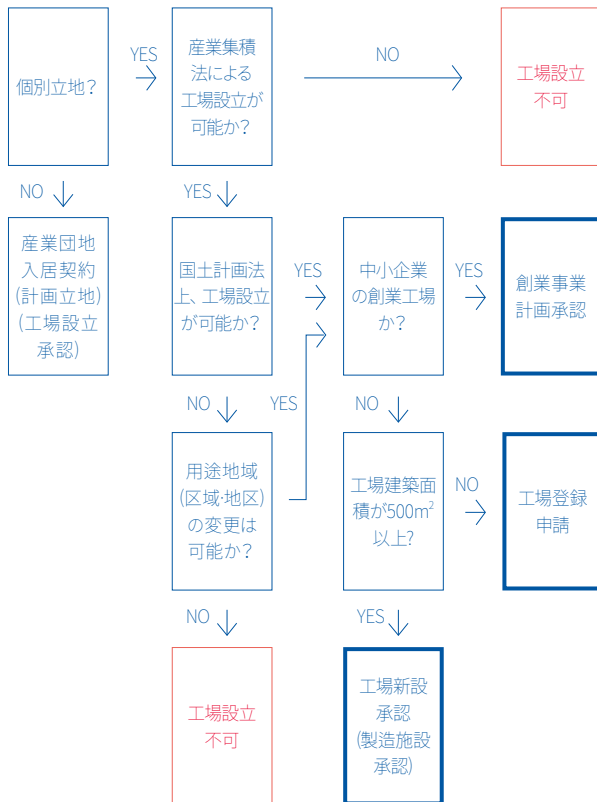 個別立地?
YES
産業集積
法による
工場設立が
可能か?
NO
工場設立
不可
NO
YES
産業団地
入居契約
(計画立地)
(工場設立
承認)
国土計画法
上、工場設立
が可能か?
YES
中小企業
の創業工場
か?
YES
創業事業
計画承認
NO
YES
NO
用途地域
(区域·地区)
の変更は
可能か?
工場建築面
積が500m²
以上?
NO
工場登録
申請
NO
YES
工場設立
不可
工場新設
承認
(製造施設
承認)